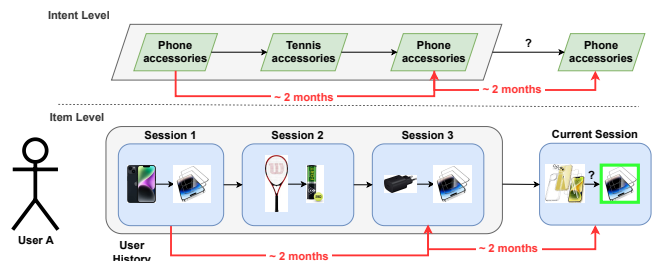 Intent Level
Phone
accessories
Tennis
accessories
Phone
accessories
?
Phone
accessories
~ 2 months
~ 2 months
Item Level
Session 1
Session 2
Session 3
Current Session
?
User A
User
History
~ 2 months
~ 2 months